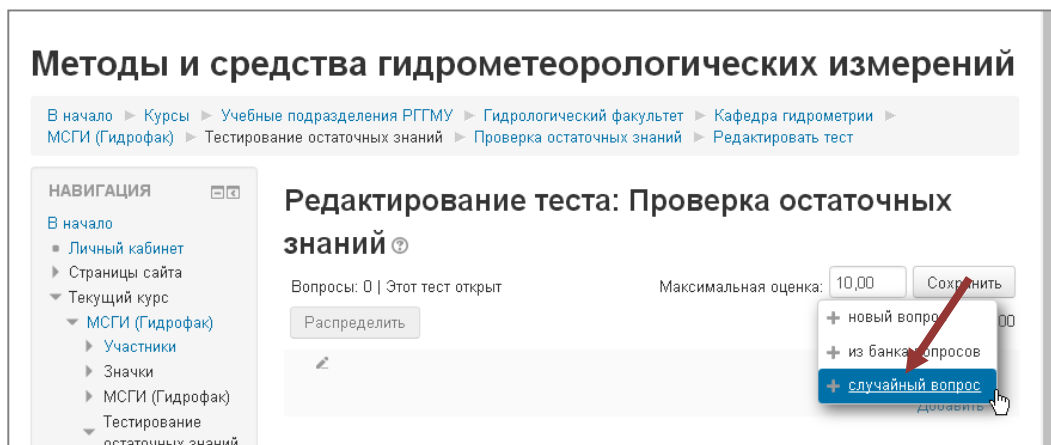 Методы и средства гидрометеорологических измерений
В начало ► Курсы ► Учебные подразделения РГГМУ ► Гидрологический факультет ► Кафедра гидрометрии ►
МСГИ (Гидрофак) ► Тестирование остаточных знаний ► Проверка остаточных знаний ► Редактировать тест
НАВИГАЦИЯ
В начало
Личный кабинет
Страницы сайта
Текущий курс
МСГИ (Гидрофак)
Участники
Значки
МСГИ (Гидрофак)
Тестирование
остаточных знаний
Редактирование теста: Проверка остаточных
знаний
Вопросы: 0 | Этот тест открыт
Максимальная оценка: 10,00 Сохранить
Распределить
00
+ новый вопрос
+ из банка вопросов
+ случайный вопрос
Добавить